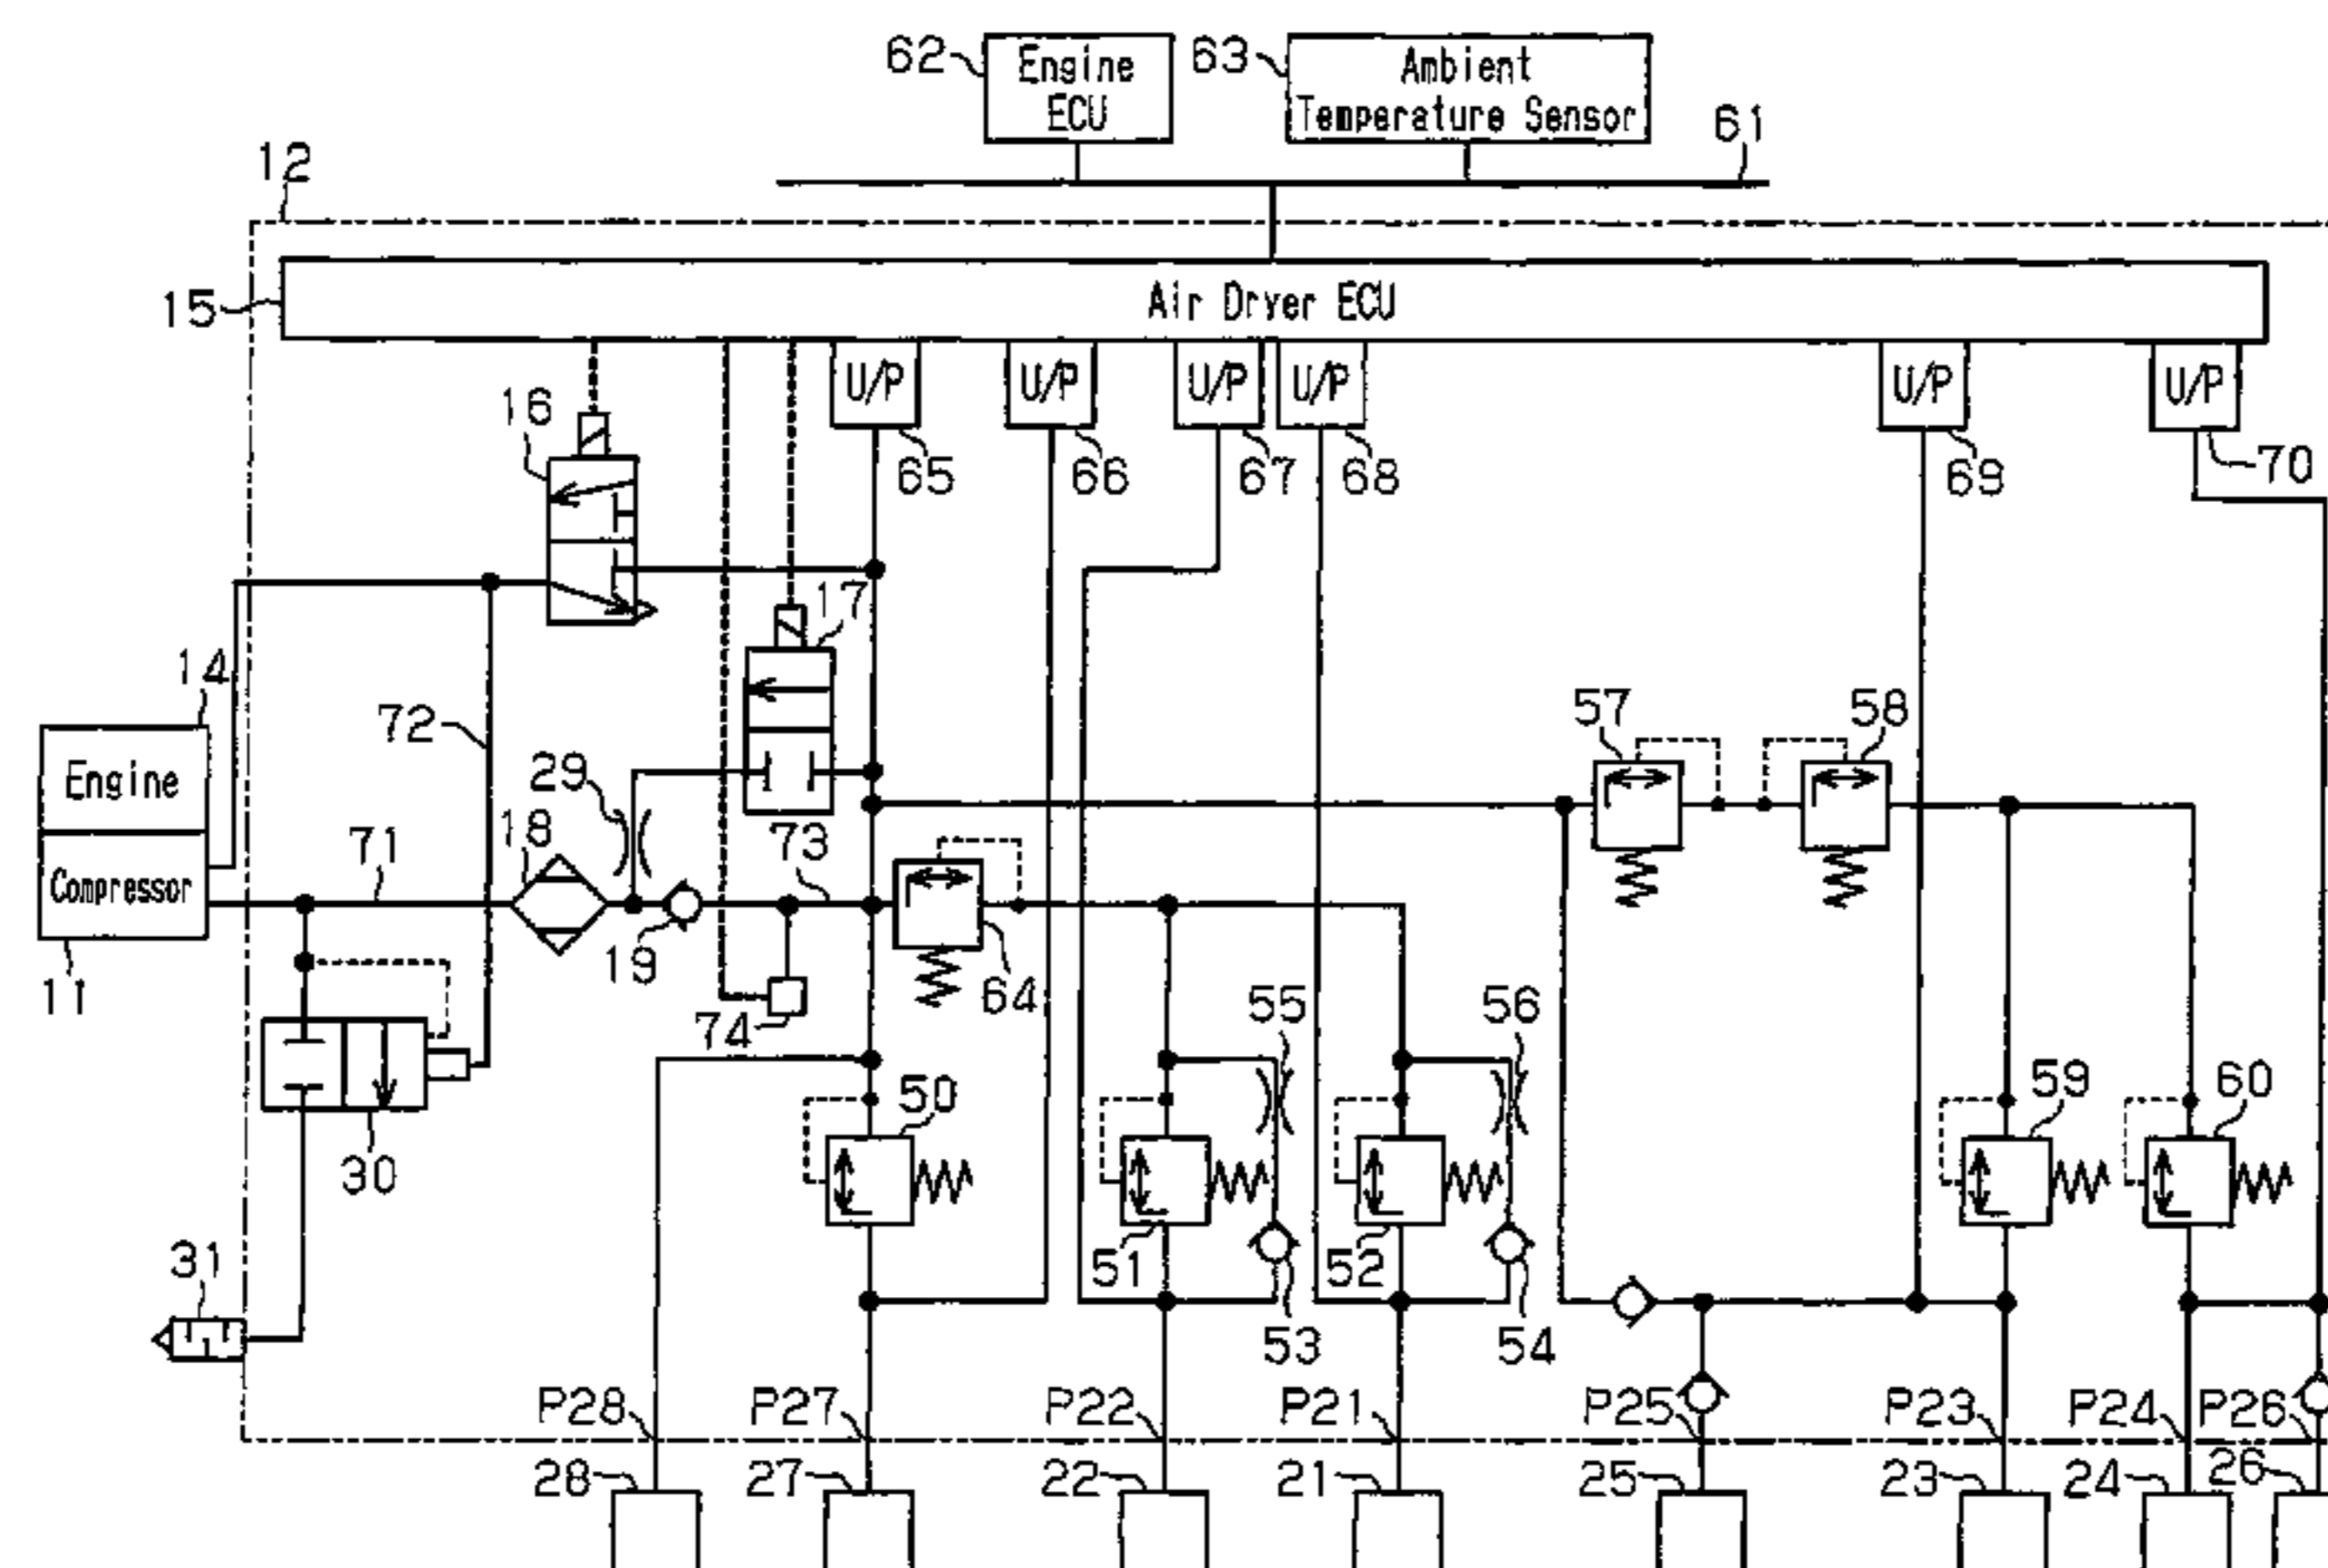 62
Engine
ECU
63
Ambient
Temperature Sensor
61
12
15
Air Dryer ECU
U/P
U/P
U/P
U/P
U/P
U/P
16
65
66
67
68
69
70
17
14
72
57
58
Engine
29
18
71
73
Compressor
19
64
11
74
55
56
50
59
60
30
51
52
31
53
54
P28
P27
P22
P21
P25
P23
P24
P26
28
27
22
21
25
23
24
26